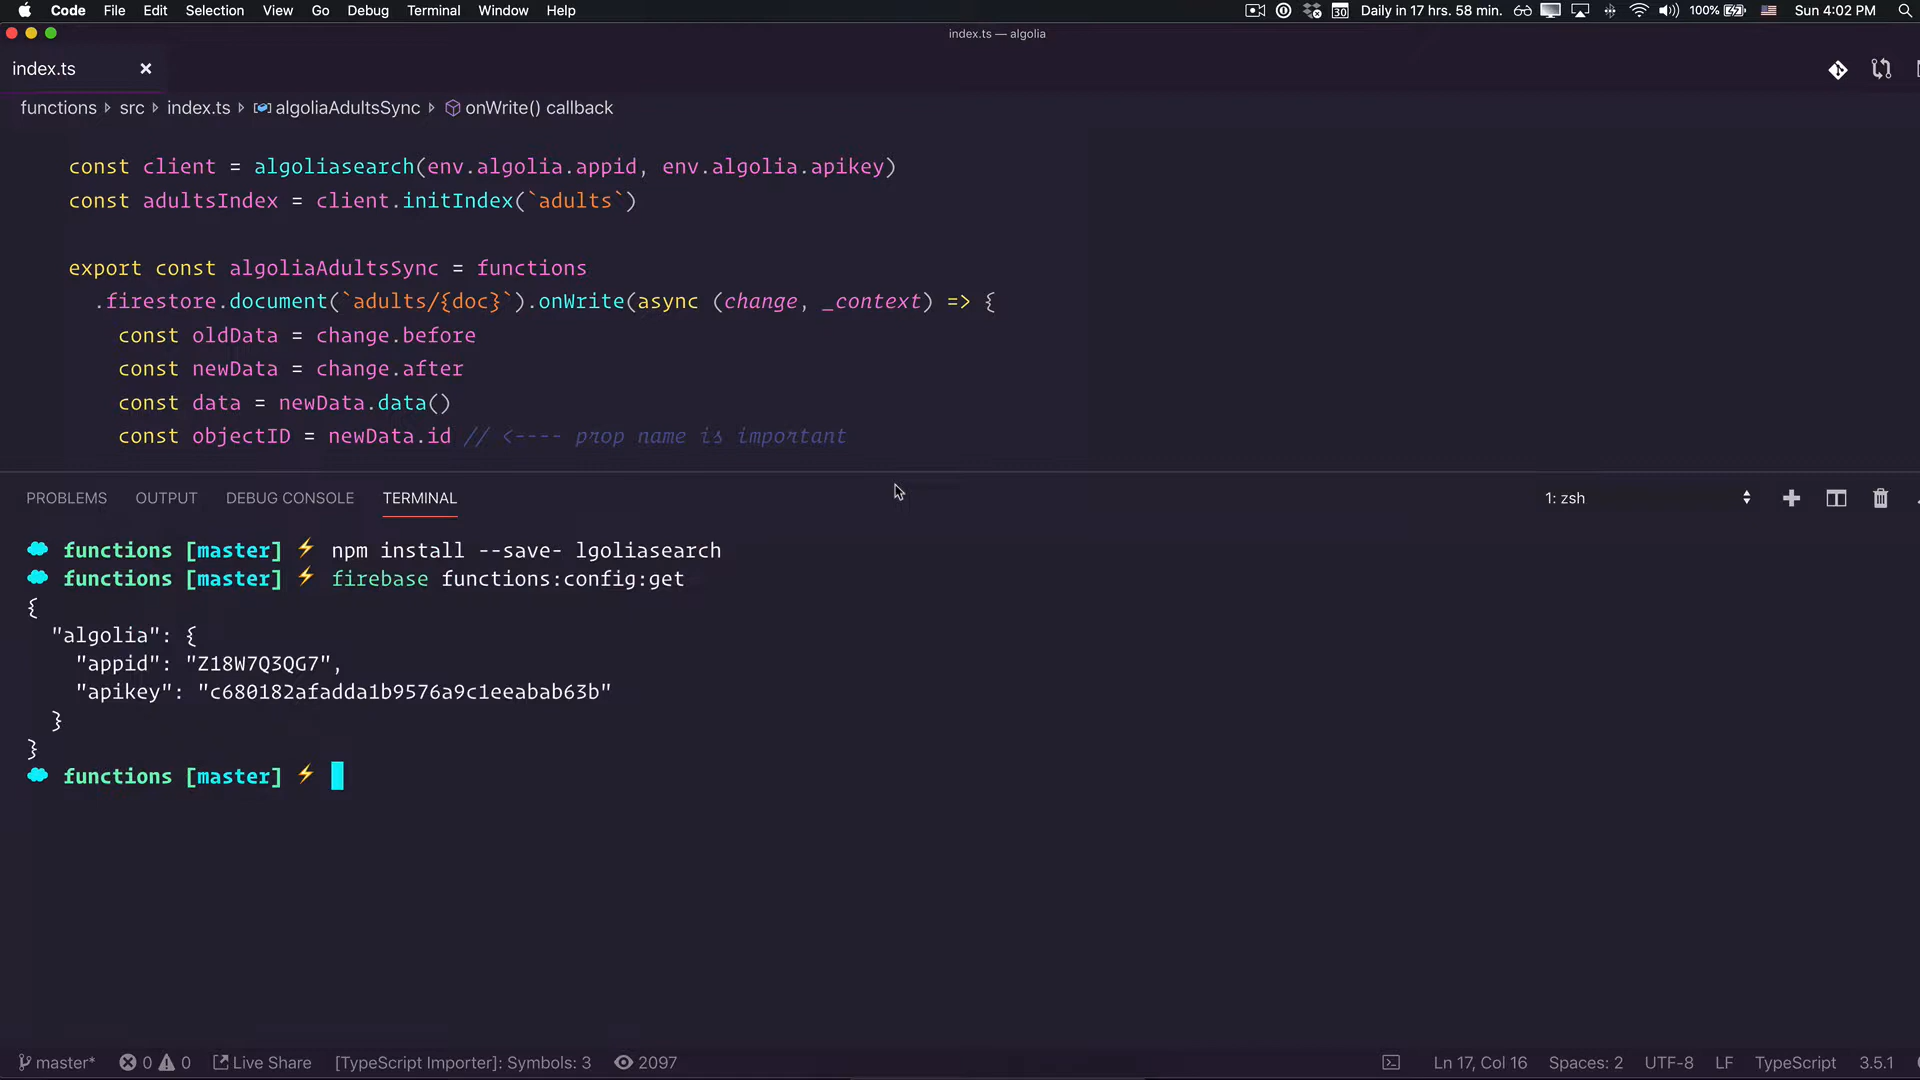 Code File Edit Selection View Go Debug Terminal Window Help 30 Daily in 17 hrs. 58 min. 100% Sun 4:02 PM
index.ts — algolia
index.ts
functions src index.ts algoliaAdultsSync onWrite() callback
const client = algoliasearch(env.algolia.appid, env.algolia.apikey)
const adultsIndex = client.initIndex(`adults`)
export const algoliaAdultsSync = functions
.firestore.document(`adults/{doc}`).onWrite(async (change, _context) => {
const oldData = change.before
const newData = change.after
const data = newData.data()
const objectID = newData.id // <---- prop name is important
PROBLEMS OUTPUT DEBUG CONSOLE TERMINAL 1: zsh
functions [master] ⚡ npm install --save- lgoliasearch
functions [master] ⚡ firebase functions:config:get
{
"algolia": {
"appid": "Z18W7Q3QG7",
"apikey": "c680182afadda1b9576a9c1eeabab63b"
}
}
functions [master] ⚡
master* 0 0 Live Share [TypeScript Importer]: Symbols: 3 2097 Ln 17, Col 16 Spaces: 2 UTF-8 LF TypeScript 3.5.1